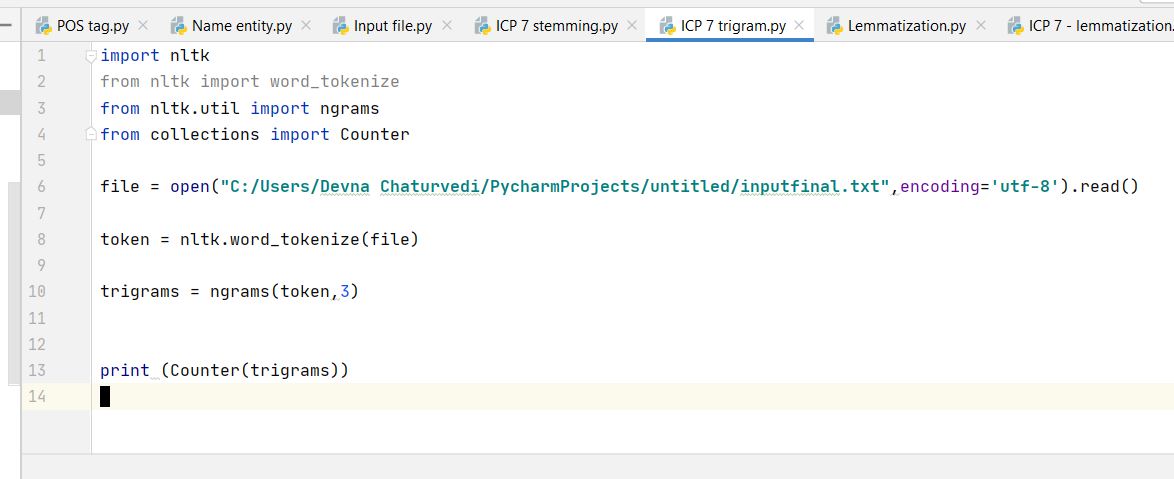 POS tag.py Name entity.py Input file.py ICP 7 stemming.py ICP 7 trigram.py Lemmatization.py ICP 7 - lemmatization.
1 import nltk
2 from nltk import word_tokenize
3 from nltk.util import ngrams
4 from collections import Counter
5
6 file = open("C:/Users/Devna Chaturvedi/PycharmProjects/untitled/inputfinal.txt",encoding='utf-8').read()
7
8 token = nltk.word_tokenize(file)
9
10 trigrams = ngrams(token,3)
11
12
13 print (Counter(trigrams))
14